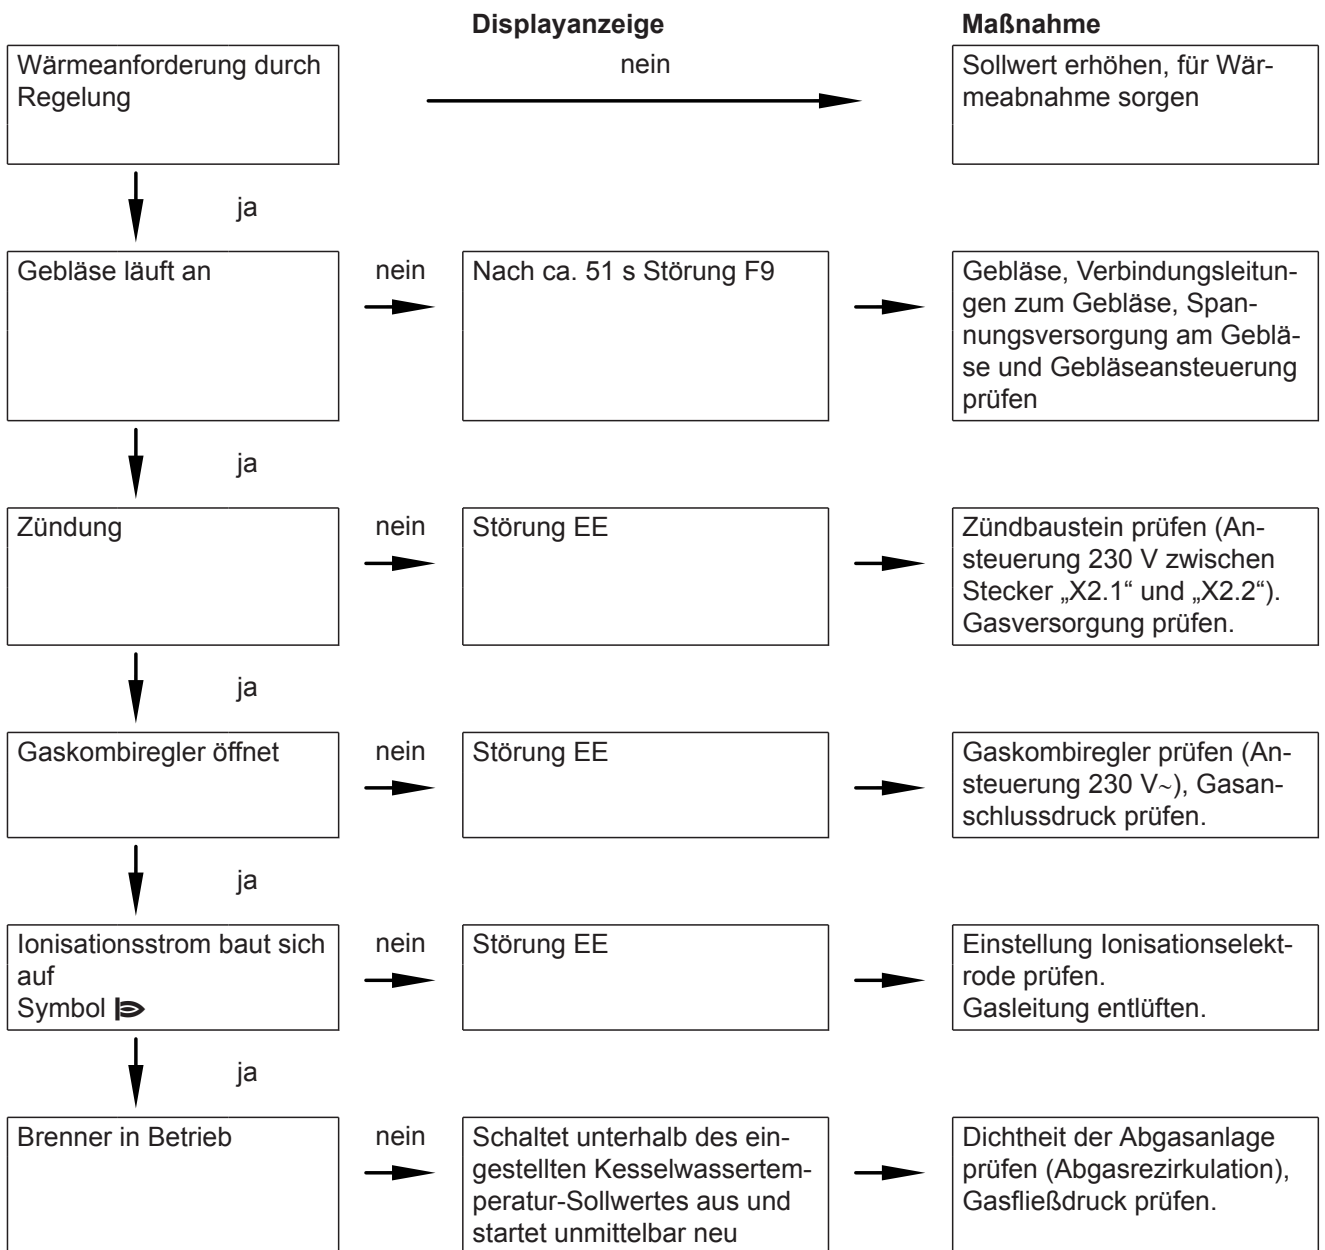 Displayanzeige
Maßnahme
Wärmeanforderung durch
Regelung
nein
Sollwert erhöhen, für Wär-
meabnahme sorgen
ja
Gebläse läuft an
nein
Nach ca. 51 s Störung F9
Gebläse, Verbindungsleitun-
gen zum Gebläse, Span-
nungsversorgung am Geblä-
se und Gebläseansteuerung
prüfen
ja
Zündung
nein
Störung EE
Zündbaustein prüfen (An-
steuerung 230 V zwischen
Stecker „X2.1“ und „X2.2“).
Gasversorgung prüfen.
ja
Gaskombiregler öffnet
nein
Störung EE
Gaskombiregler prüfen (An-
steuerung 230 V~), Gasan-
schlussdruck prüfen.
ja
Ionisationsstrom baut sich
auf
Symbol
nein
Störung EE
Einstellung Ionisationselekt-
rode prüfen.
Gasleitung entlüften.
ja
Brenner in Betrieb
nein
Schaltet unterhalb des ein-
gestellten Kesselwassertem-
peratur-Sollwertes aus und
startet unmittelbar neu
Dichtheit der Abgasanlage
prüfen (Abgasrezirkulation),
Gasfließdruck prüfen.